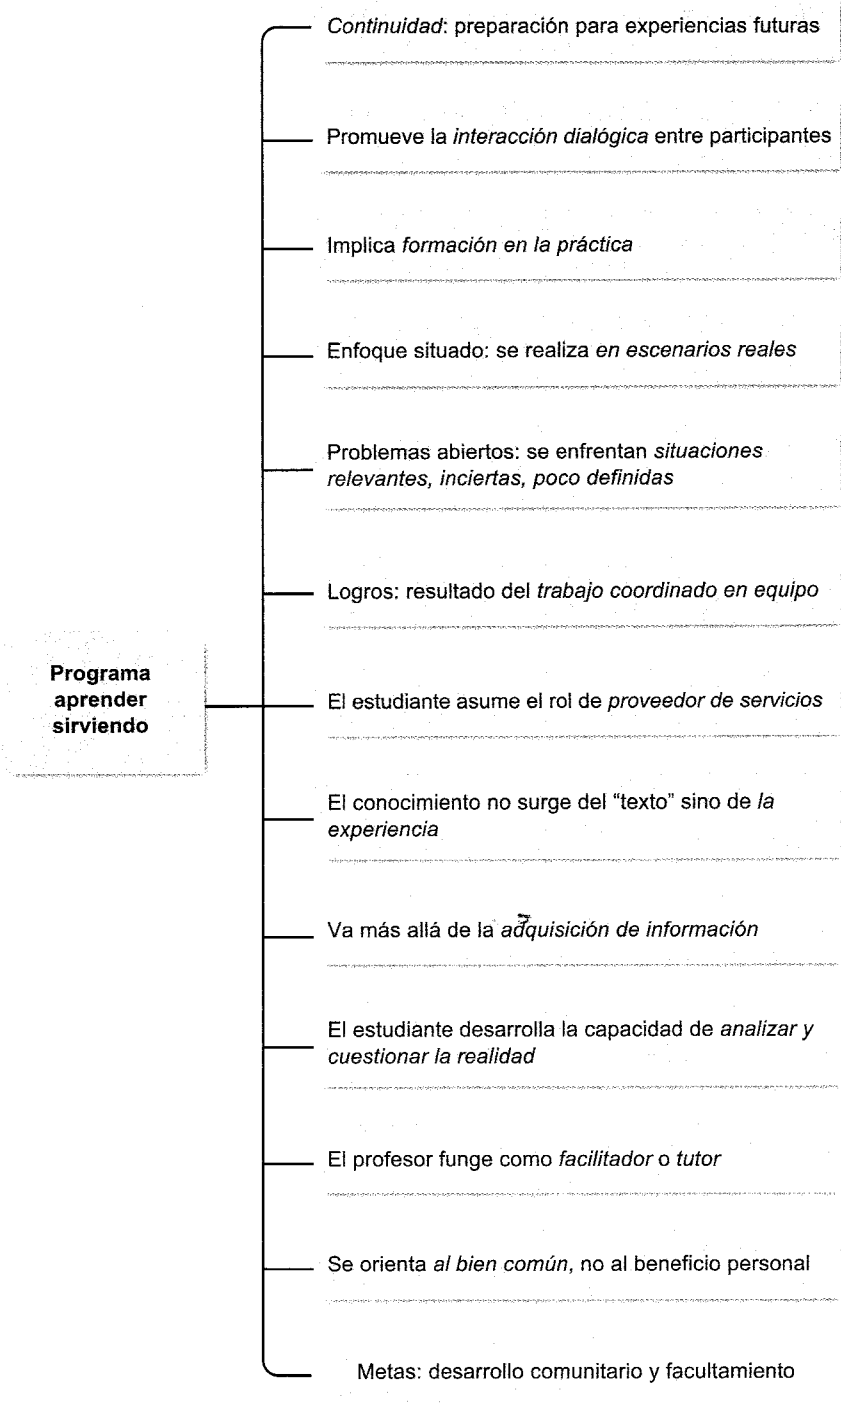 Continuidad: preparación para experiencias futuras
Promueve la interacción dialógica entre participantes
Implica formación en la práctica
Enfoque situado: se realiza en escenarios reales
Problemas abiertos: se enfrentan situaciones
relevantes, inciertas, poco definidas
Logros: resultado del trabajo coordinado en equipo
Programa
aprender
sirviendo
El estudiante asume el rol de proveedor de servicios
El conocimiento no surge del “texto” sino de la
experiencia
Va más allá de la adquisición de información
El estudiante desarrolla la capacidad de analizar y
cuestionar la realidad
El profesor funge como facilitador o tutor
Se orienta al bien común, no al beneficio personal
Metas: desarrollo comunitario y facultamiento